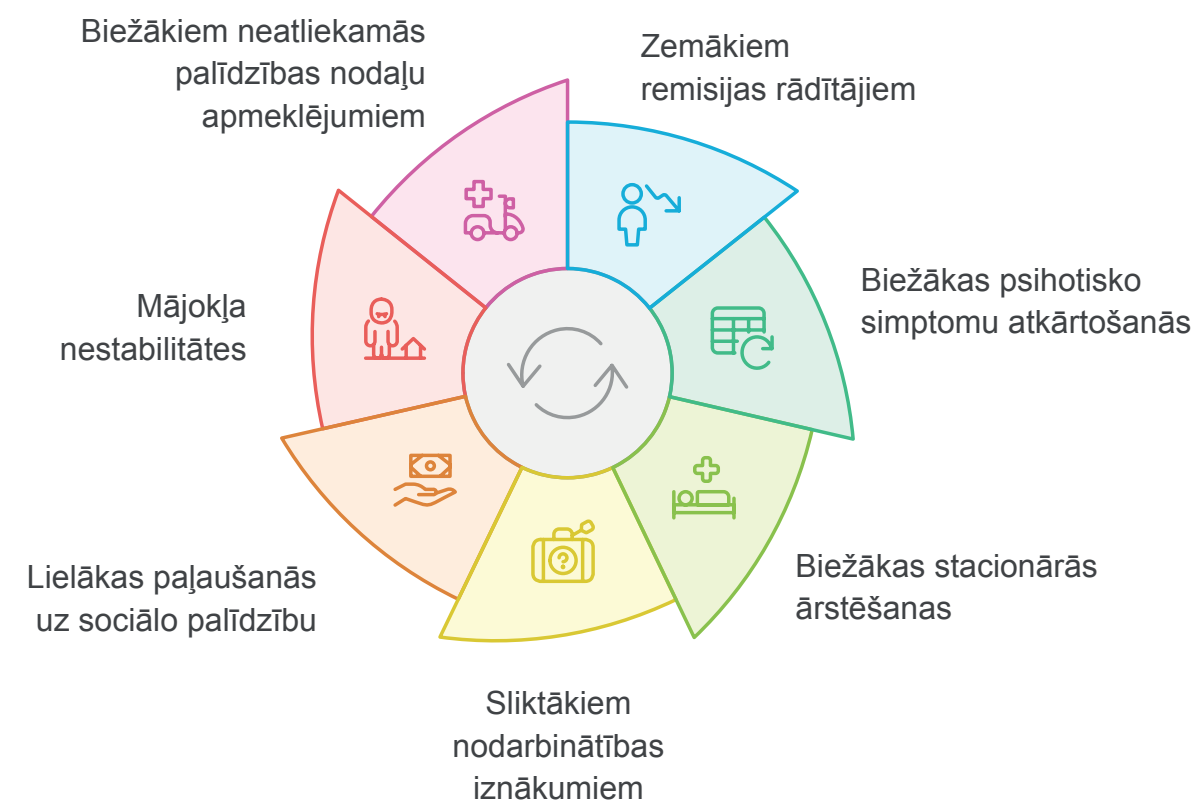 Biežākiem neatliekamās
palīdzības nodaļu
apmeklējumiem
Zemākiem
remisijas rādītājiem
Biežākas psihotisko
simptomu atkārtošanās
Biežākas stacionārās
ārstēšanas
Sliktākiem
nodarbinātības
iznākumiem
Lielākas paļaušanās
uz sociālo palīdzību
Mājokļa
nestabilitātes
?